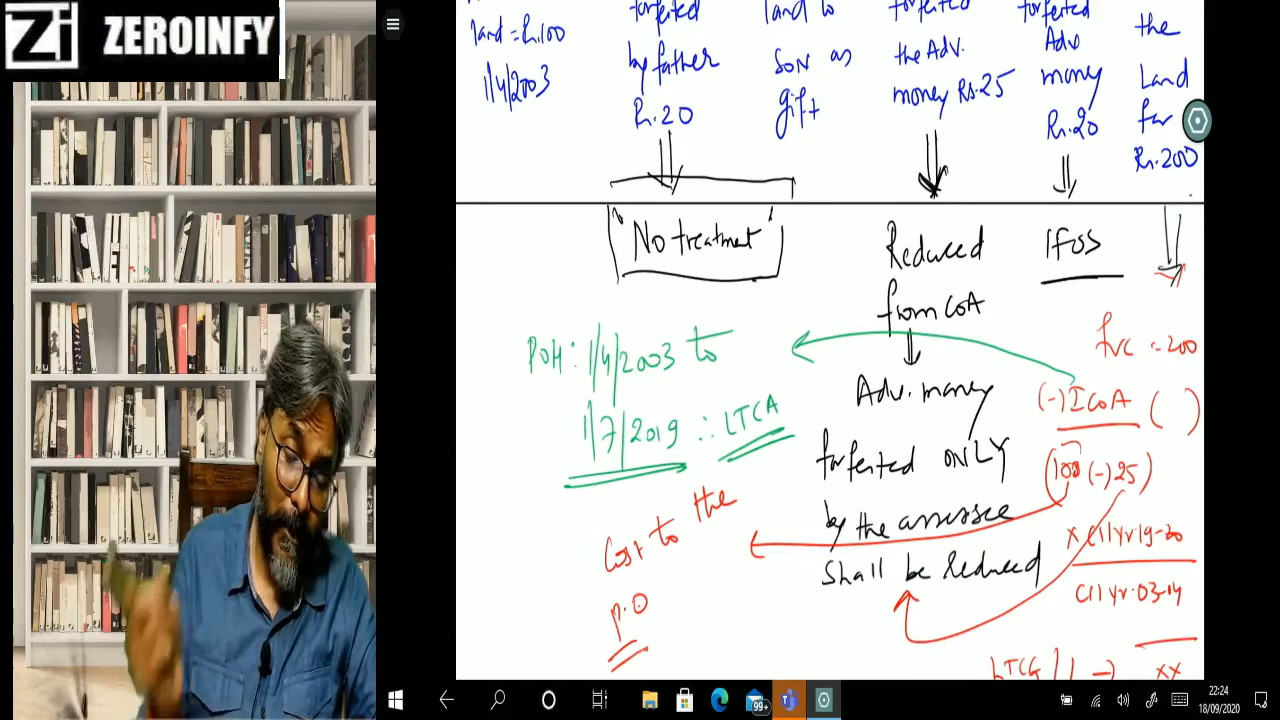 Zi ZEROINFY
land = Rs.100
1/4/2003
forfeited
by father
Rs.20
land to
SON as
gift
forfeited
the Adv.
money Rs.25
forfeited
Adv
money
Rs.20
the
Land
for
Rs.200
"No treatment"
Reduced
from COA
IFOS
Adv. money
forfeited ONLY
by the assessee
shall be reduced
POH: 1/4/2003 to
1/7/2019 ∴ LTCA
Cost to the
P.O
fvc = 200
(-) ICOA ( )
(100 (-) 25)
x CII yr 19-20
CII yr. 03-04
LTCG
xx
99+
22:24
18/09/2020